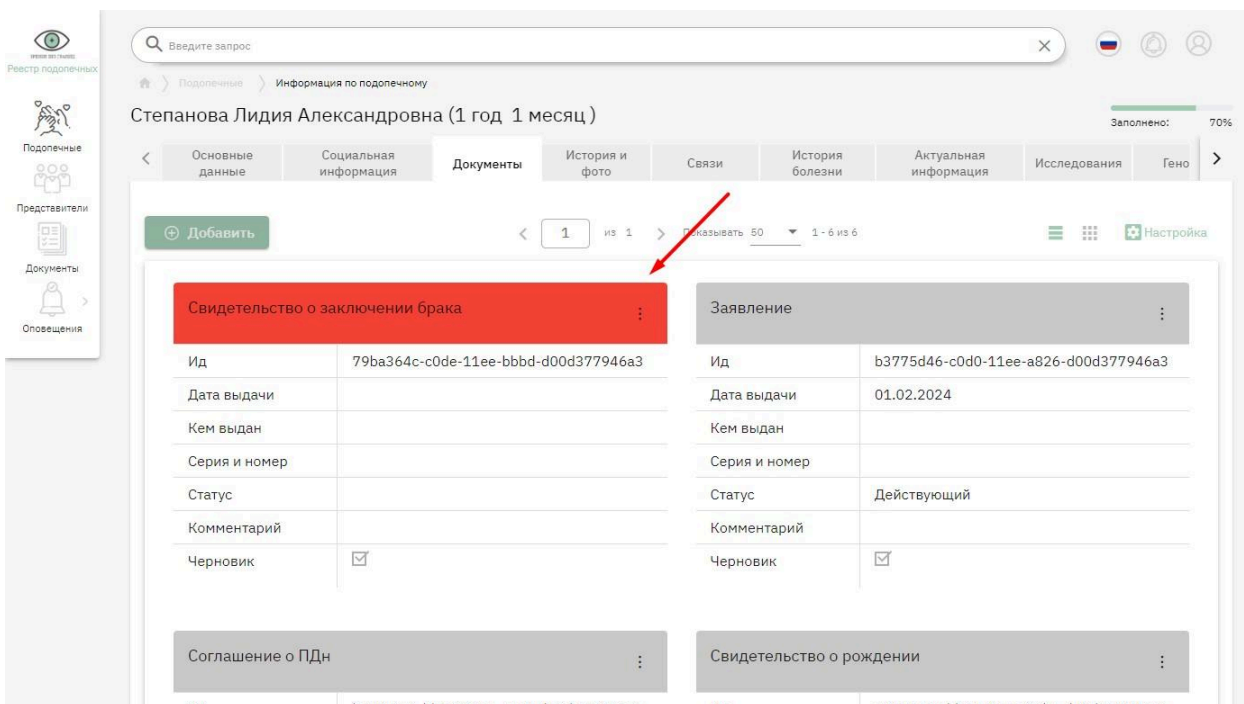 Введите запрос
Реестр подопечных
Подопечные
Информация по подопечному
Степанова Лидия Александровна (1 год 1 месяц)
Заполнено: 70%
Подопечные
Представители
Документы
Оповещения
Основные данные
Социальная информация
Документы
История и фото
Связи
История болезни
Актуальная информация
Исследования
Гено
Добавить
1 из 1
Показывать 50
1 - 6 из 6
Настройка
Свидетельство о заключении брака
Ид 79ba364c-c0de-11ee-bbbd-d00d377946a3
Дата выдачи
Кем выдан
Серия и номер
Статус
Комментарий
Черновик
Заявление
Ид b3775d46-c0d0-11ee-a826-d00d377946a3
Дата выдачи 01.02.2024
Кем выдан
Серия и номер
Статус Действующий
Комментарий
Черновик
Соглашение о ПДн
Свидетельство о рождении